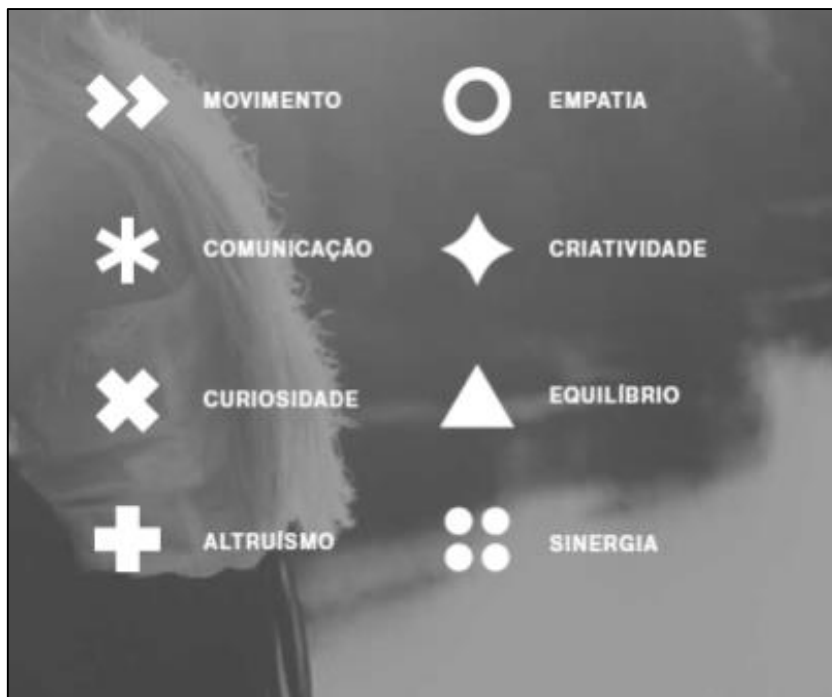 MOVIMENTO
EMPATIA
COMUNICAÇÃO
CRIATIVIDADE
CURIOSIDADE
EQUILÍBRIO
ALTRUÍSMO
SINERGIA